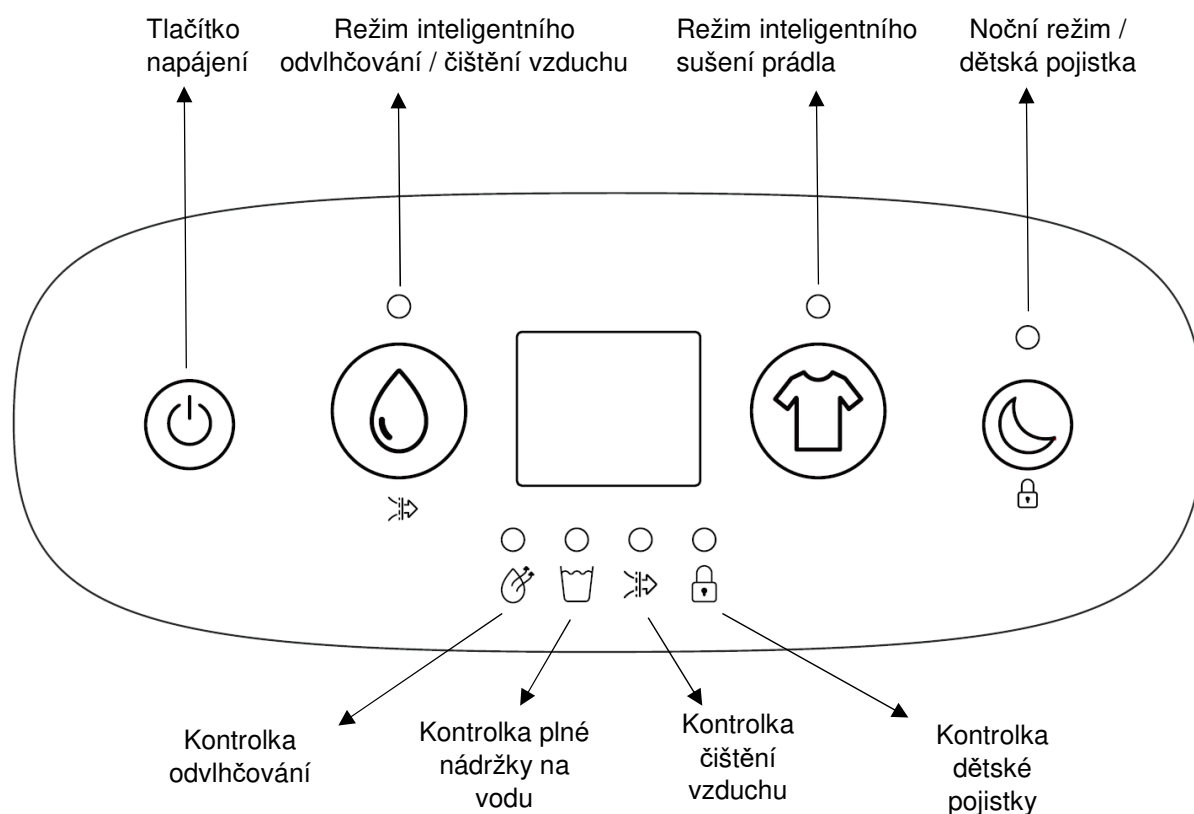 Tlačítko
napájení
Režim inteligentního
odvlhčování / čištění vzduchu
Režim inteligentního
sušení prádla
Noční režim /
dětská pojistka
Kontrolka
odvlhčování
Kontrolka plné
nádržky na
vodu
Kontrolka
čištění
vzduchu
Kontrolka
dětské
pojistky